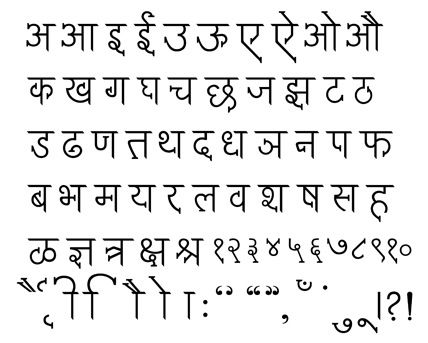 अ आ इ ई उ ऊ ए ऐ ओ औ
क ख ग घ च छ ज झ ट ठ
ड ढ ण त थ द ध ञ न प फ
ब भ म य र ल व श ष स ह
ळ ज्ञ त्र क्ष श्र १ २ ३ ४ ५ ६ ७ ८ ९ १ ०
: ‘ ’ “ ” , | ? !